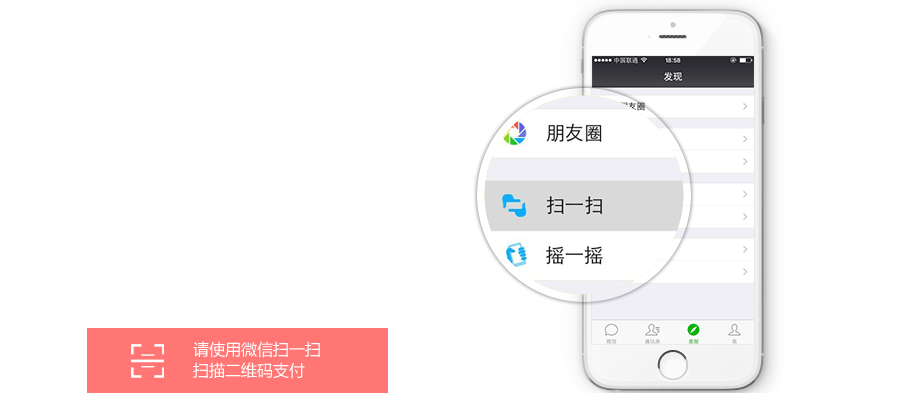 中国联通
18:58
发现
朋友圈
朋友圈
扫一扫
摇一摇
微信
通讯录
发现
我
请使用微信扫一扫
扫描二维码支付